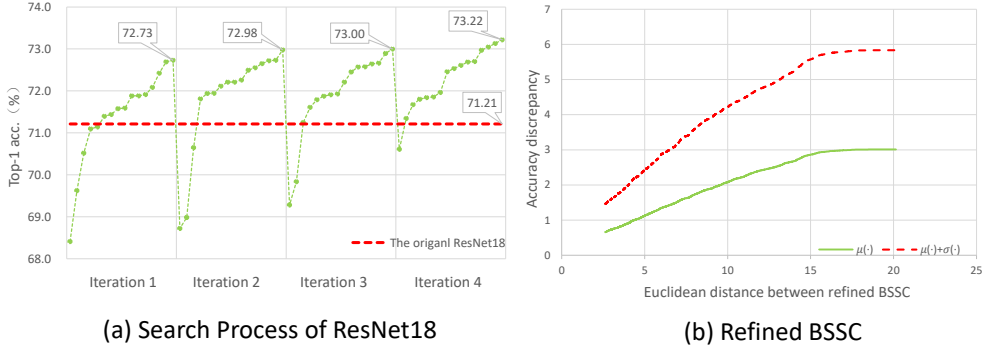 74.0
73.0
72.0
71.0
70.0
69.0
68.0
Top-1 acc. （%）
72.73
72.98
73.00
73.22
71.21
The origanl ResNet18
Iteration 1 Iteration 2 Iteration 3 Iteration 4
(a) Search Process of ResNet18
7
6
5
4
3
2
1
0
Accuracy discrepancy
μ(·) μ(·)+σ(·)
0 5 10 15 20 25
Euclidean distance between refined BSSC
(b) Refined BSSC